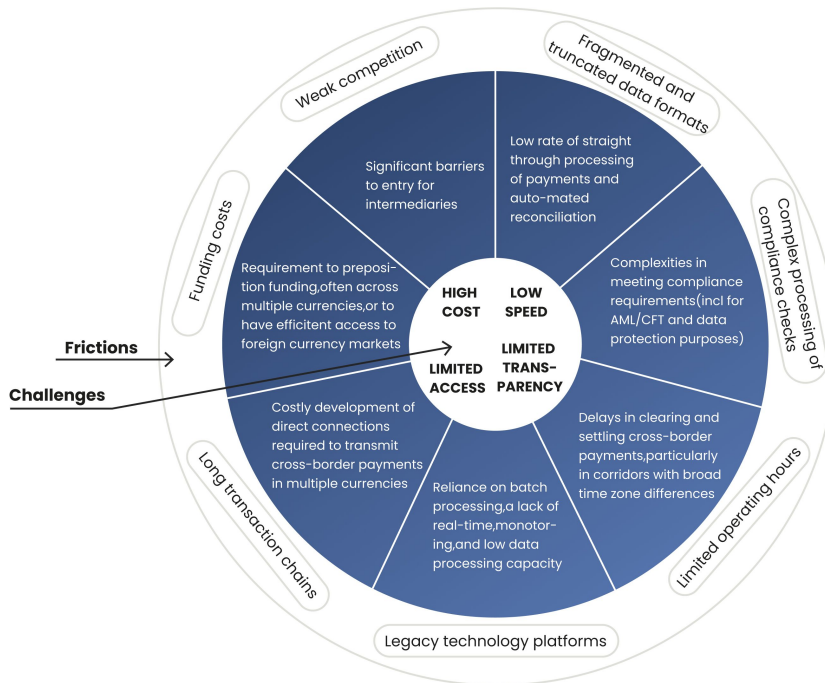 Weak competition
Fragmented and
truncated data formats
Complex processing of
compliance checks
Limited operating hours
Legacy technology platforms
Long transaction chains
Funding costs
Significant barriers
to entry for
intermediaries
Low rate of straight
through processing
of payments and
auto-mated
reconciliation
Complexities in
meeting compliance
requirements(incl for
AML/CFT and data
protection purposes)
Delays in clearing and
settling cross-border
payments,particularly
in corridors with broad
time zone differences
Reliance on batch
processing,a lack of
real-time,monotor-
ing,and low data
processing capacity
Costly development of
direct connections
required to transmit
cross-border payments
in multiple currencies
Requirement to preposi-
tion funding,often across
multiple currencies,or to
have efficitent access to
foreign currency markets
HIGH
COST
LOW
SPEED
LIMITED
ACCESS
LIMITED
TRANS-
PARENCY
Frictions
Challenges